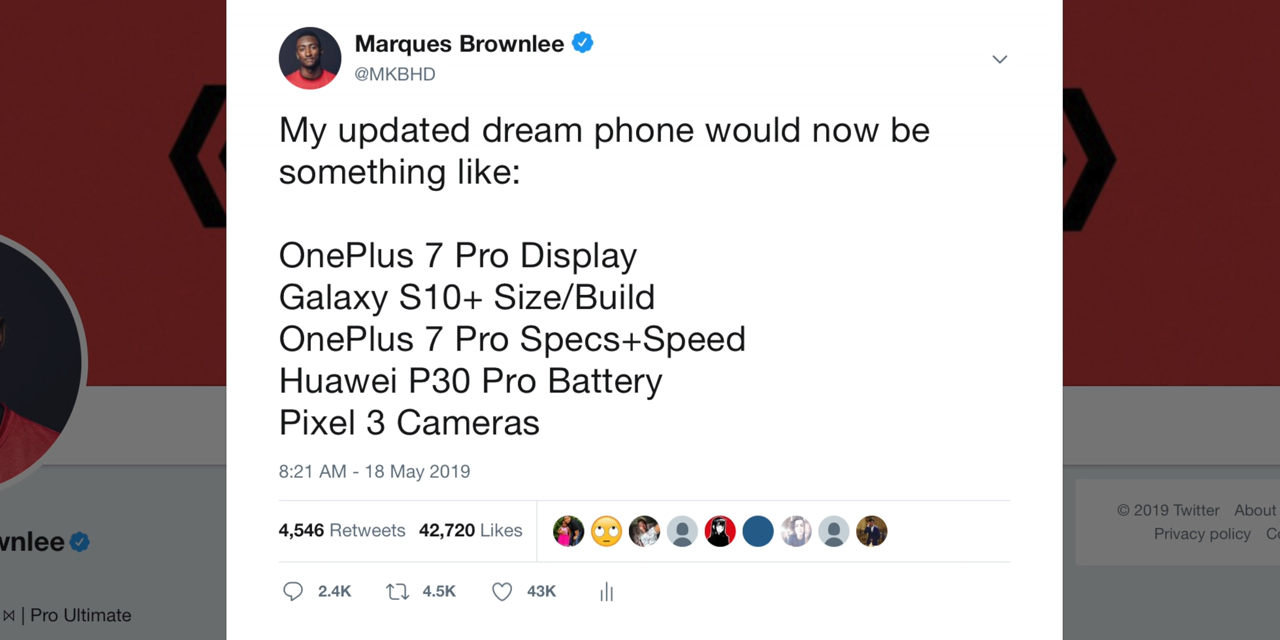 Marques Brownlee
@MKBHD
My updated dream phone would now be
something like:
OnePlus 7 Pro Display
Galaxy S10+ Size/Build
OnePlus 7 Pro Specs+Speed
Huawei P30 Pro Battery
Pixel 3 Cameras
8:21 AM - 18 May 2019
4,546 Retweets 42,720 Likes
2.4K 4.5K 43K
© 2019 Twitter About
Privacy policy
wnlee
| Pro Ultimate